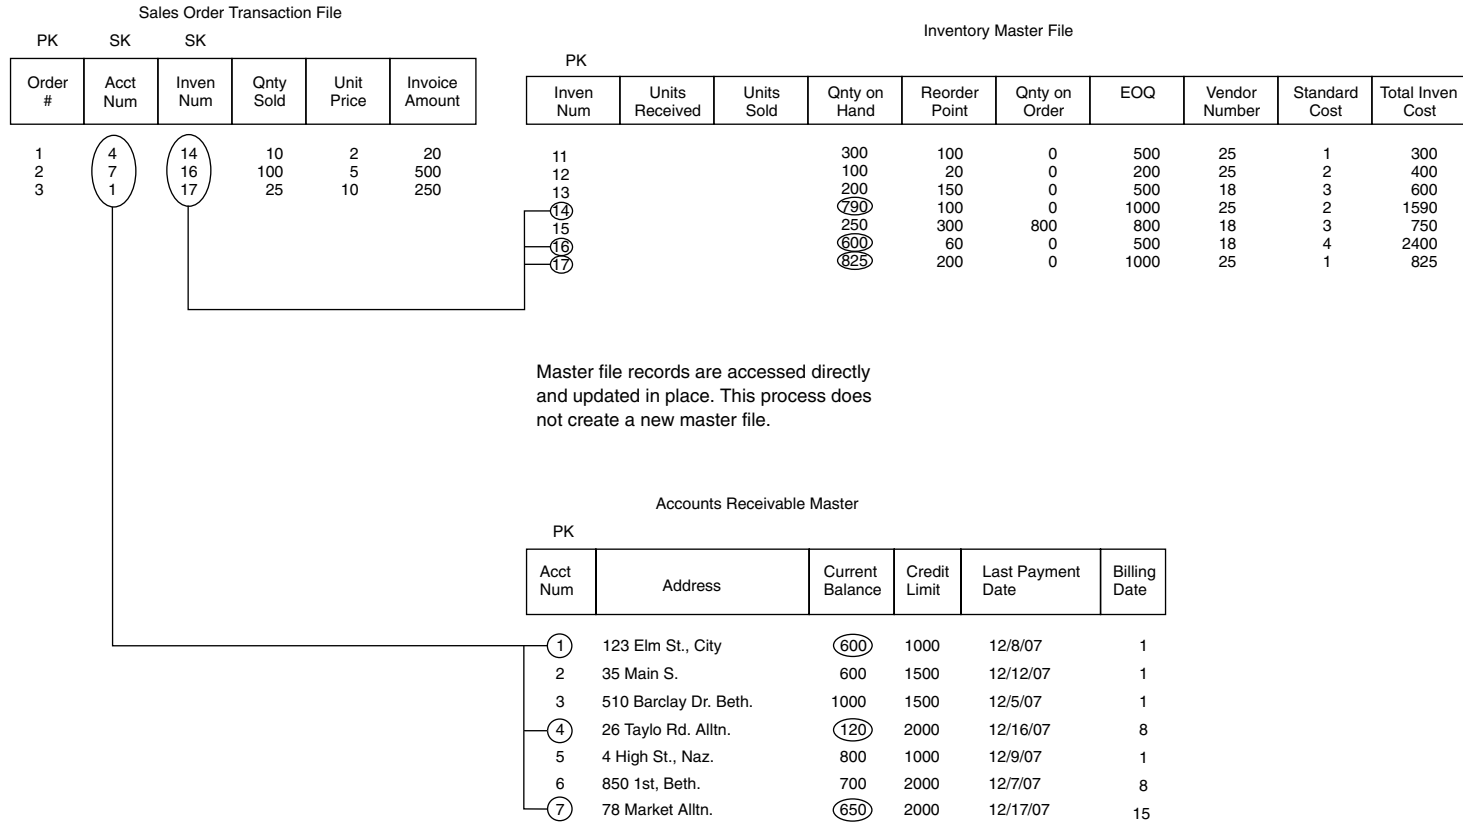 Sales Order Transaction File
PK SK SK
Order # Acct Num Inven Num Qnty Sold Unit Price Invoice Amount
1 4 14 10 2 20
2 7 16 100 5 500
3 1 17 25 10 250
Inventory Master File
PK
Inven Num Units Received Units Sold Qnty on Hand Reorder Point Qnty on Order EOQ Vendor Number Standard Cost Total Inven Cost
11 300 100 0 500 25 1 300
12 100 20 0 200 25 2 400
13 200 150 0 500 18 3 600
14 790 100 0 1000 25 2 1590
15 250 300 800 800 18 3 750
16 600 60 0 500 18 4 2400
17 825 200 0 1000 25 1 825
Master file records are accessed directly
and updated in place. This process does
not create a new master file.
Accounts Receivable Master
PK
Acct Num Address Current Balance Credit Limit Last Payment Date Billing Date
1 123 Elm St., City 600 1000 12/8/07 1
2 35 Main S. 600 1500 12/12/07 1
3 510 Barclay Dr. Beth. 1000 1500 12/5/07 1
4 26 Taylo Rd. Alltn. 120 2000 12/16/07 8
5 4 High St., Naz. 800 1000 12/9/07 1
6 850 1st, Beth. 700 2000 12/7/07 8
7 78 Market Alltn. 650 2000 12/17/07 15